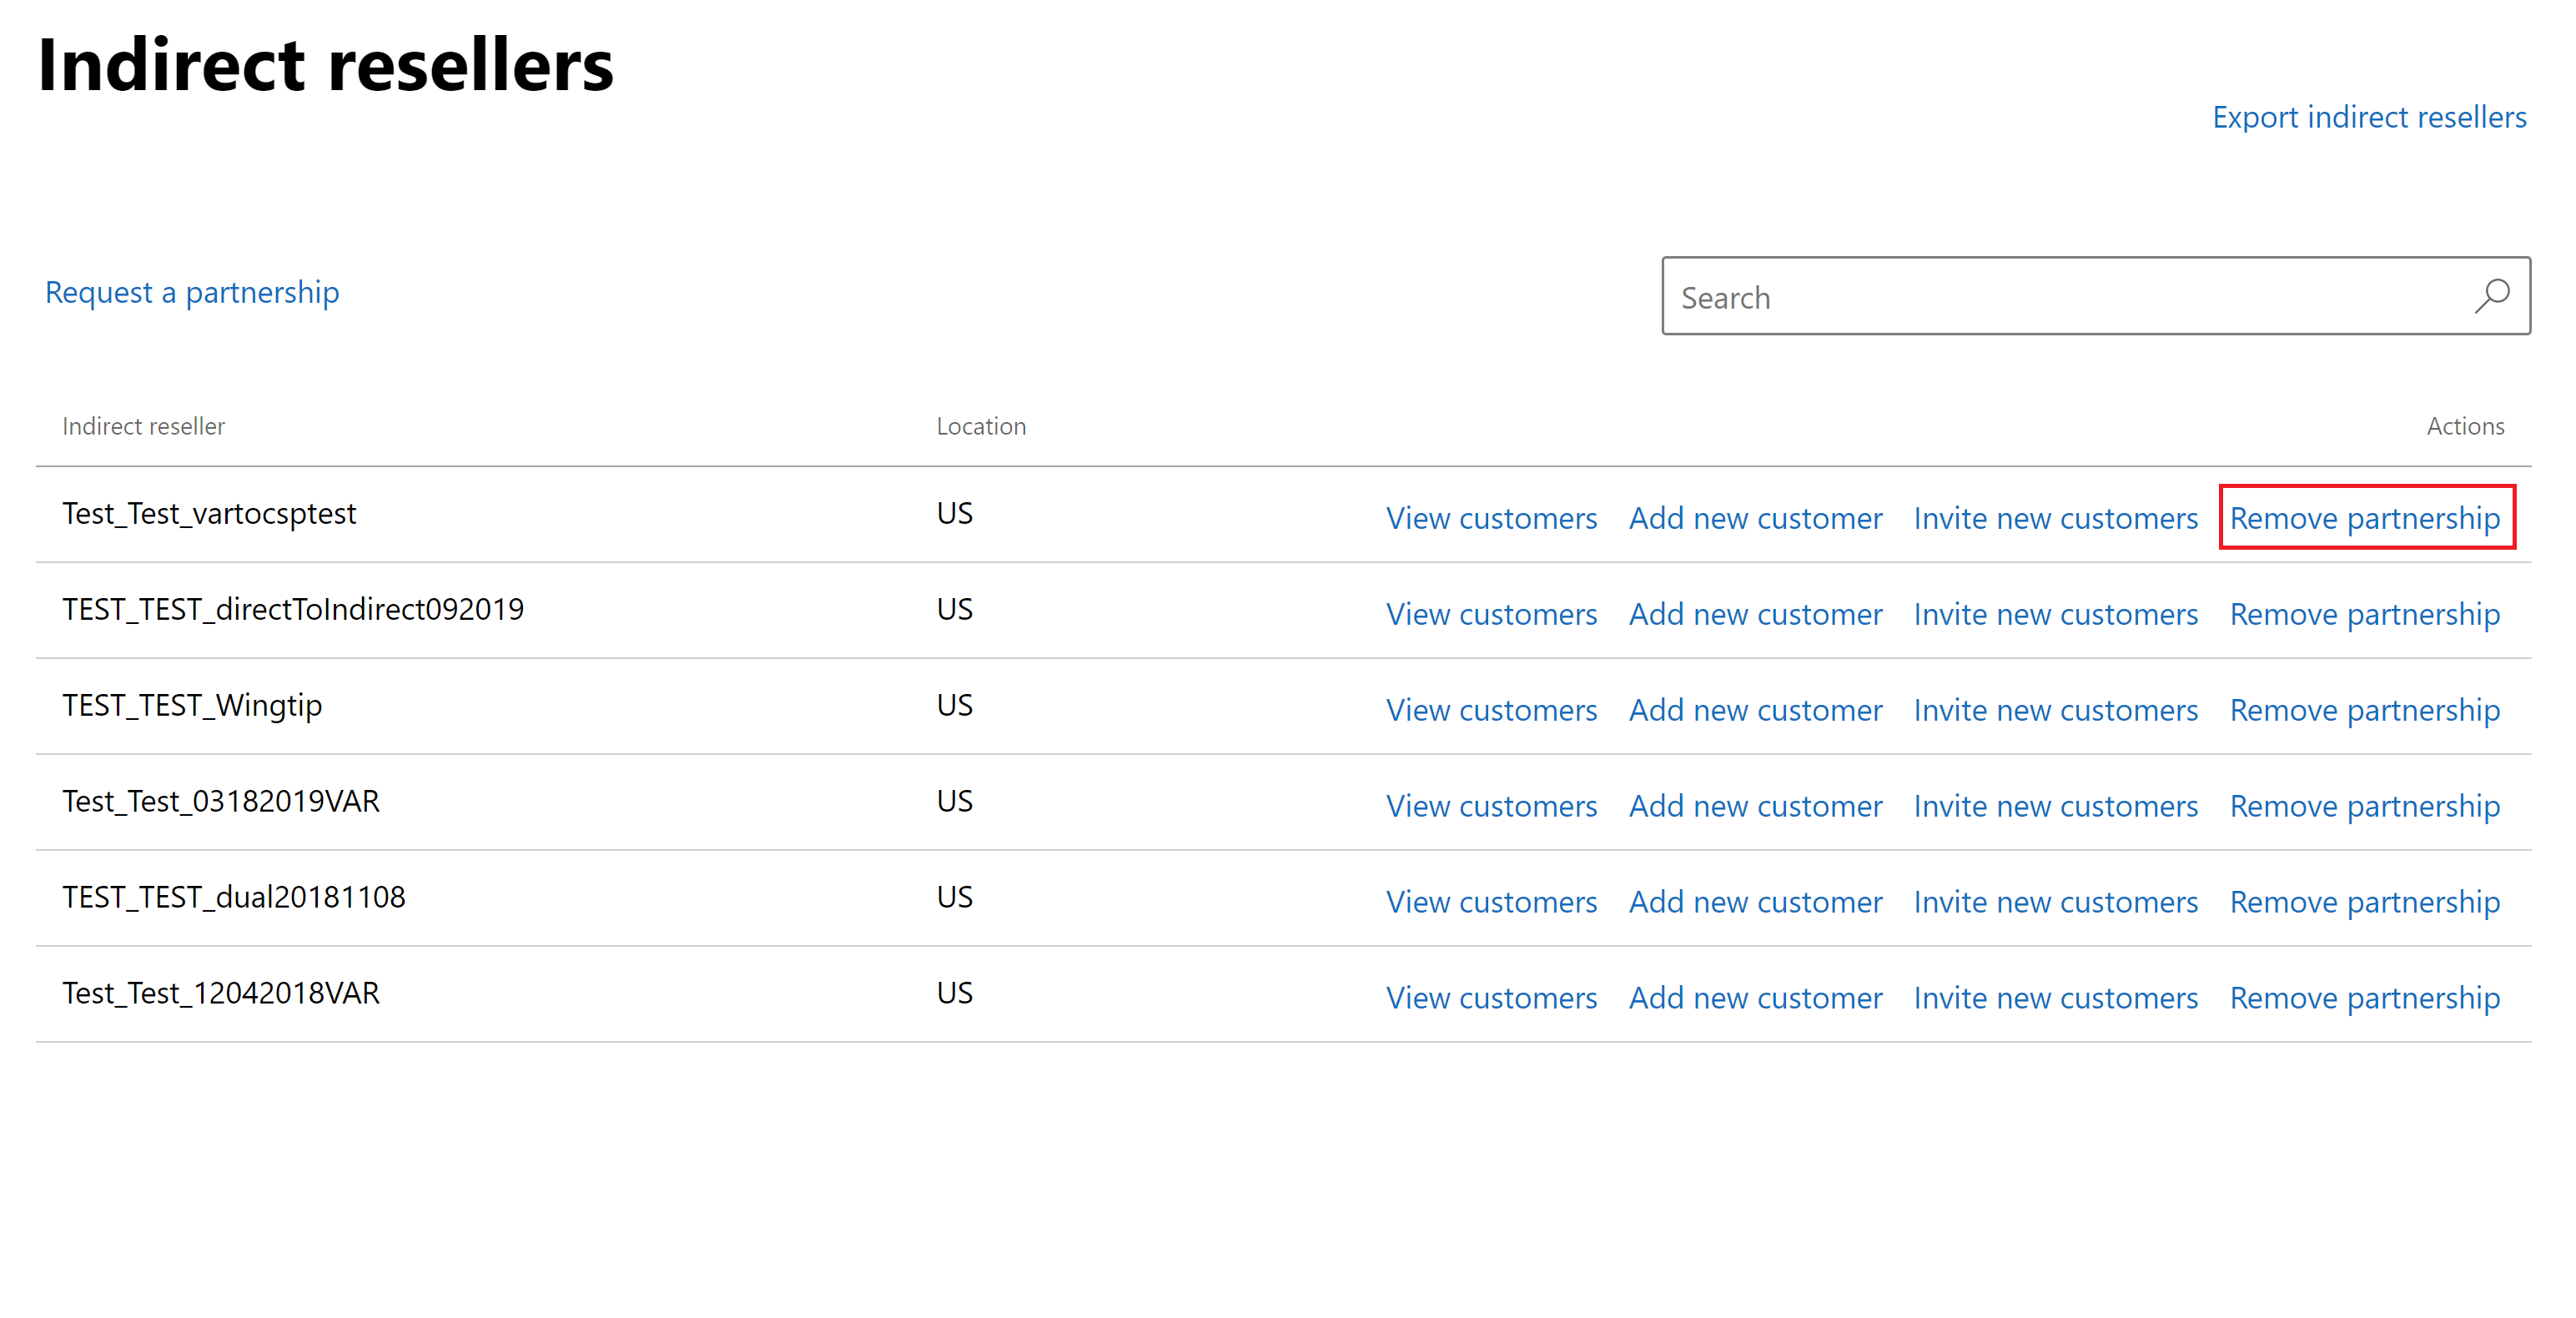 Indirect resellers
Export indirect resellers
Request a partnership
Search
Indirect reseller Location Actions
Test_Test_vartocsptest US View customers Add new customer Invite new customers Remove partnership
TEST_TEST_directToIndirect092019 US View customers Add new customer Invite new customers Remove partnership
TEST_TEST_Wingtip US View customers Add new customer Invite new customers Remove partnership
Test_Test_03182019VAR US View customers Add new customer Invite new customers Remove partnership
TEST_TEST_dual20181108 US View customers Add new customer Invite new customers Remove partnership
Test_Test_12042018VAR US View customers Add new customer Invite new customers Remove partnership